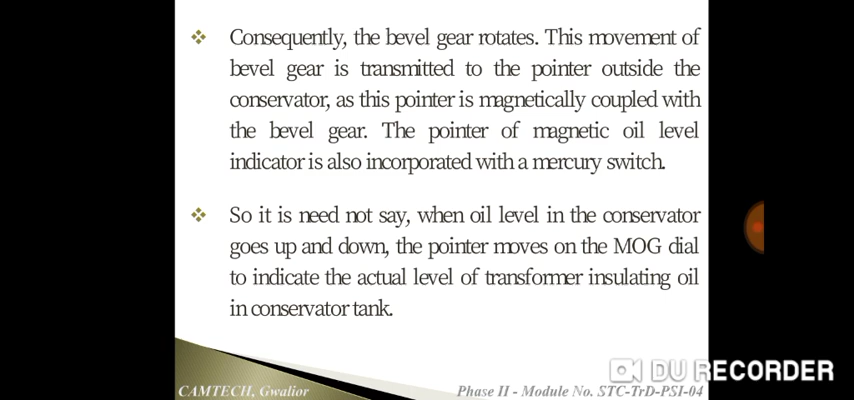 Consequently, the bevel gear rotates. This movement of
bevel gear is transmitted to the pointer outside the
conservator, as this pointer is magnetically coupled with
the bevel gear. The pointer of magnetic oil level
indicator is also incorporated with a mercury switch.
So it is need not say, when oil level in the conservator
goes up and down, the pointer moves on the MOG dial
to indicate the actual level of transformer insulating oil
in conservator tank.
DU RECORDER
CAMTECH, Gwalior
Phase II - Module No. STC-TrD-PSI-04